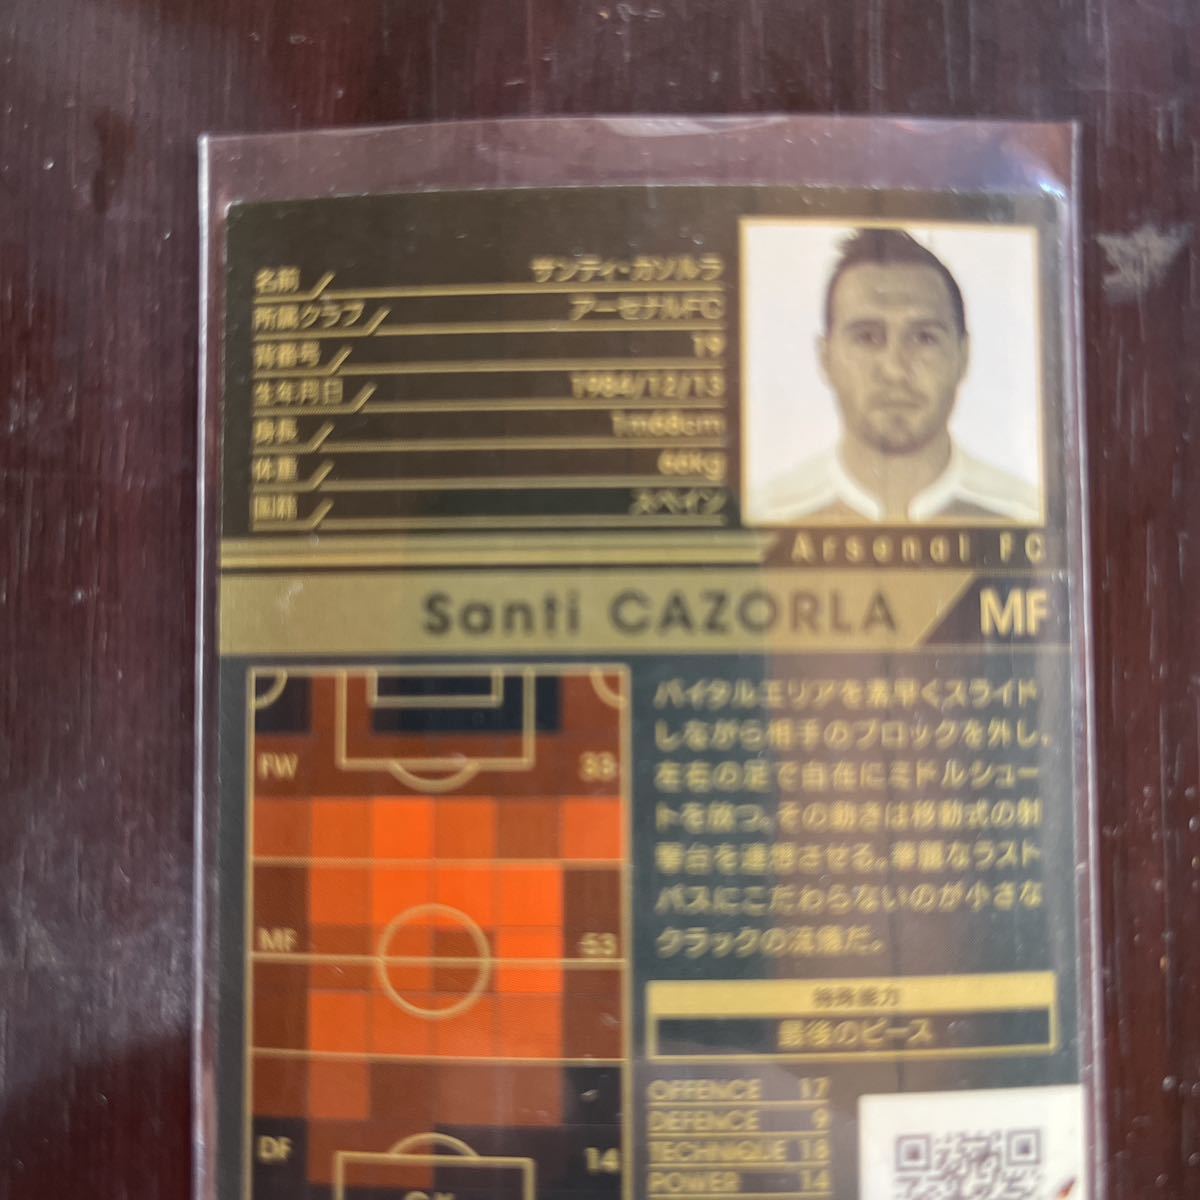 名前 サンティ・カソルラ
所属クラブ アーセナルFC
背番号 19
生年月日 1984/12/13
身長 1m68cm
体重 66kg
国籍 スペイン
Arsenal FC
Santi CAZORLA MF
バイタルエリアを素早くスライド
しながら相手のブロックを外し、
左右の足で自在にミドルシュー
トを放つ。その動きは移動式の射
撃台を連想させる。華麗なラスト
パスにこだわらないのが小さな
クラックの流儀だ。
特殊能力
最後のピース
FW 33
MF 53
DF 14
OFFENCE 17
DEFENCE 9
TECHNIQUE 18
POWER 14